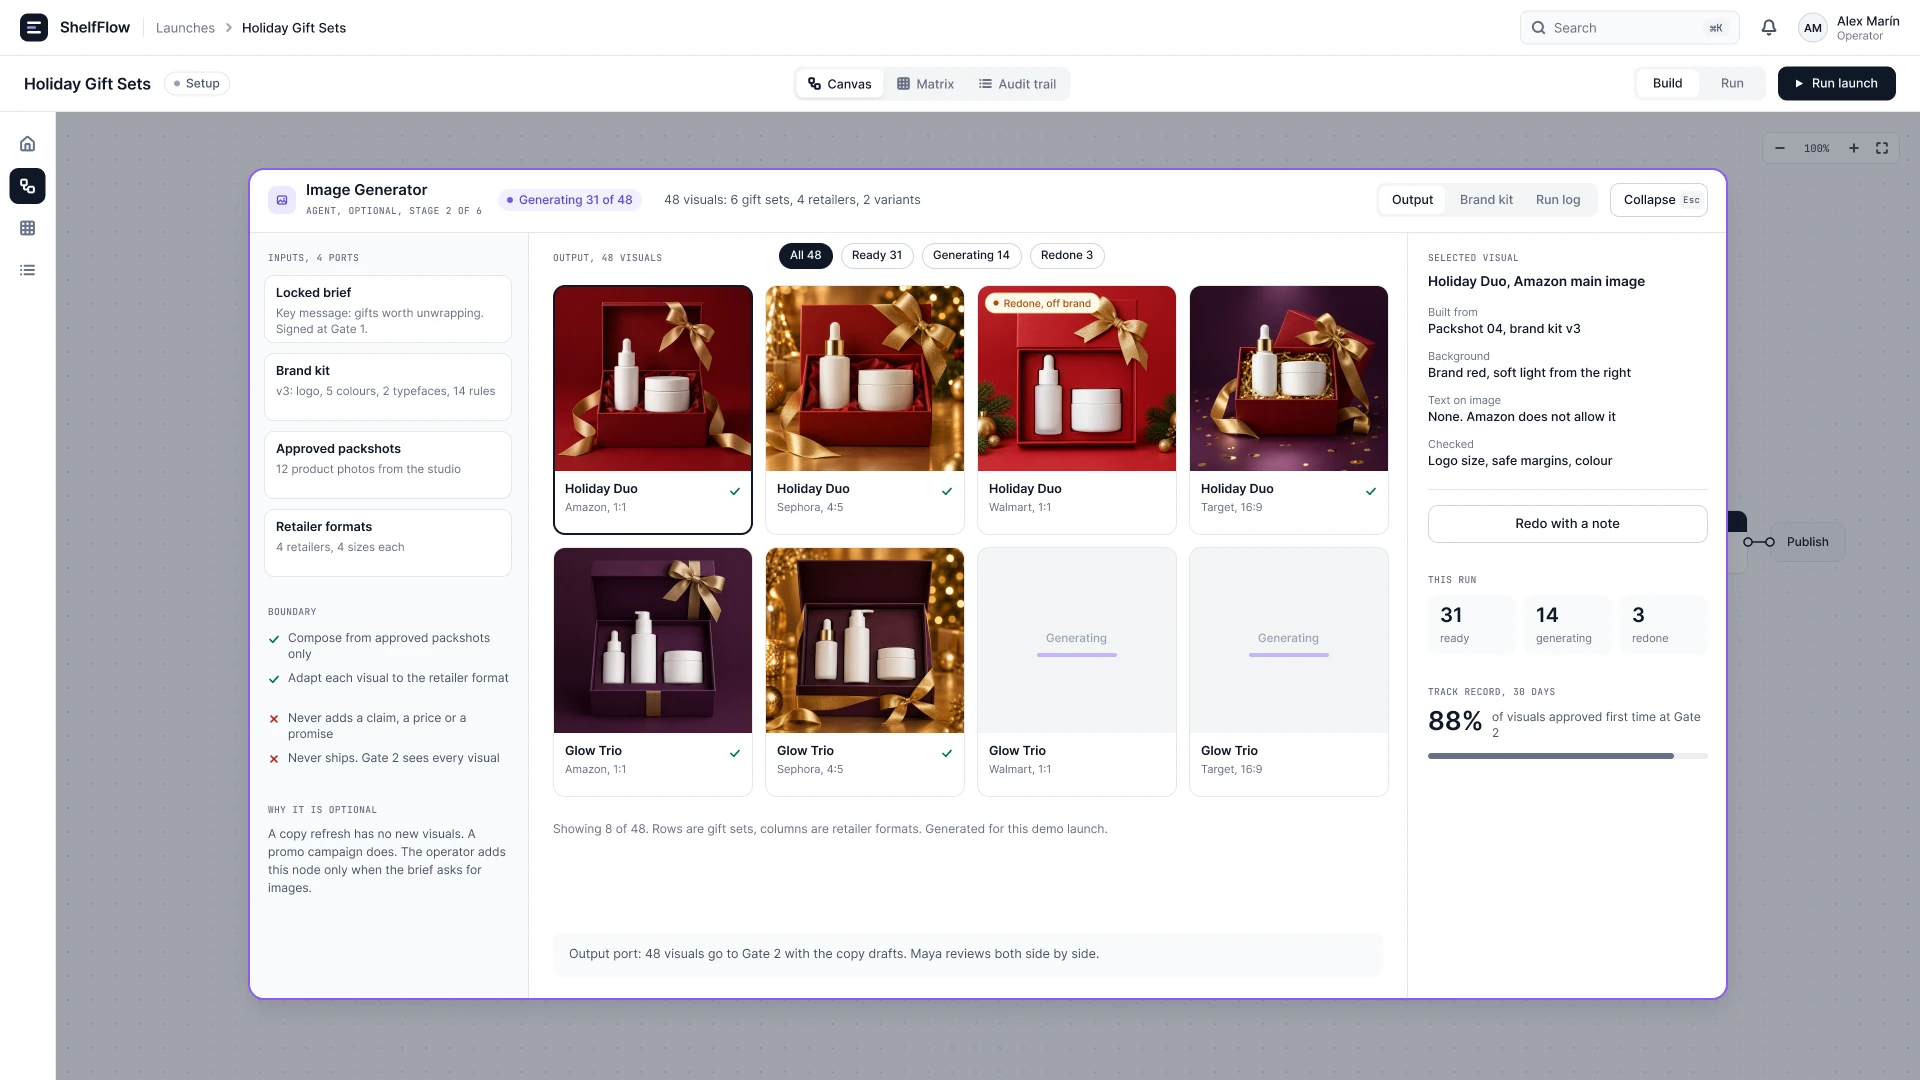 ShelfFlow
Launches > Holiday Gift Sets
Search ⌘K
AM
Alex Marín
Operator
Holiday Gift Sets
Setup
Canvas
Matrix
Audit trail
Build
Run
Run launch
100%
Image Generator
AGENT, OPTIONAL, STAGE 2 OF 6
Generating 31 of 48
48 visuals: 6 gift sets, 4 retailers, 2 variants
Output
Brand kit
Run log
Collapse Esc
INPUTS, 4 PORTS
Locked brief
Key message: gifts worth unwrapping.
Signed at Gate 1.
Brand kit
v3: logo, 5 colours, 2 typefaces, 14 rules
Approved packshots
12 product photos from the studio
Retailer formats
4 retailers, 4 sizes each
BOUNDARY
Compose from approved packshots
only
Adapt each visual to the retailer format
Never adds a claim, a price or a
promise
Never ships. Gate 2 sees every visual
WHY IT IS OPTIONAL
A copy refresh has no new visuals. A
promo campaign does. The operator adds
this node only when the brief asks for
images.
OUTPUT, 48 VISUALS
All 48
Ready 31
Generating 14
Redone 3
Redone, off brand
Holiday Duo
Amazon, 1:1
Holiday Duo
Sephora, 4:5
Holiday Duo
Walmart, 1:1
Holiday Duo
Target, 16:9
Generating
Generating
Glow Trio
Amazon, 1:1
Glow Trio
Sephora, 4:5
Glow Trio
Walmart, 1:1
Glow Trio
Target, 16:9
Showing 8 of 48. Rows are gift sets, columns are retailer formats. Generated for this demo launch.
Output port: 48 visuals go to Gate 2 with the copy drafts. Maya reviews both side by side.
SELECTED VISUAL
Holiday Duo, Amazon main image
Built from
Packshot 04, brand kit v3
Background
Brand red, soft light from the right
Text on image
None. Amazon does not allow it
Checked
Logo size, safe margins, colour
Redo with a note
THIS RUN
31
ready
14
generating
3
redone
TRACK RECORD, 30 DAYS
88%
of visuals approved first time at Gate
2
Publish